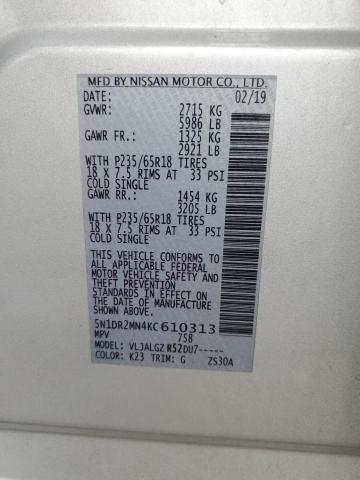 MFD BY NISSAN MOTOR CO., LTD.
DATE: 02/19
GVWR: 2715 KG
5986 LB
GAWR FR.: 1325 KG
2921 LB
WITH P235/65R18 TIRES
18 X 7.5 RIMS AT 33 PSI
COLD SINGLE
GAWR RR.: 1454 KG
3205 LB
WITH P235/65R18 TIRES
18 X 7.5 RIMS AT 33 PSI
COLD SINGLE
THIS VEHICLE CONFORMS TO
ALL APPLICABLE U.S. FEDERAL
MOTOR VEHICLE SAFETY AND
THEFT PREVENTION
STANDARDS IN EFFECT ON
THE DATE OF MANUFACTURE
SHOWN ABOVE.
5N1DR2MN4KC610313
MPV 758
MODEL: VLJALGZ R52DU7-----
COLOR: K23 TRIM: G ZS30A